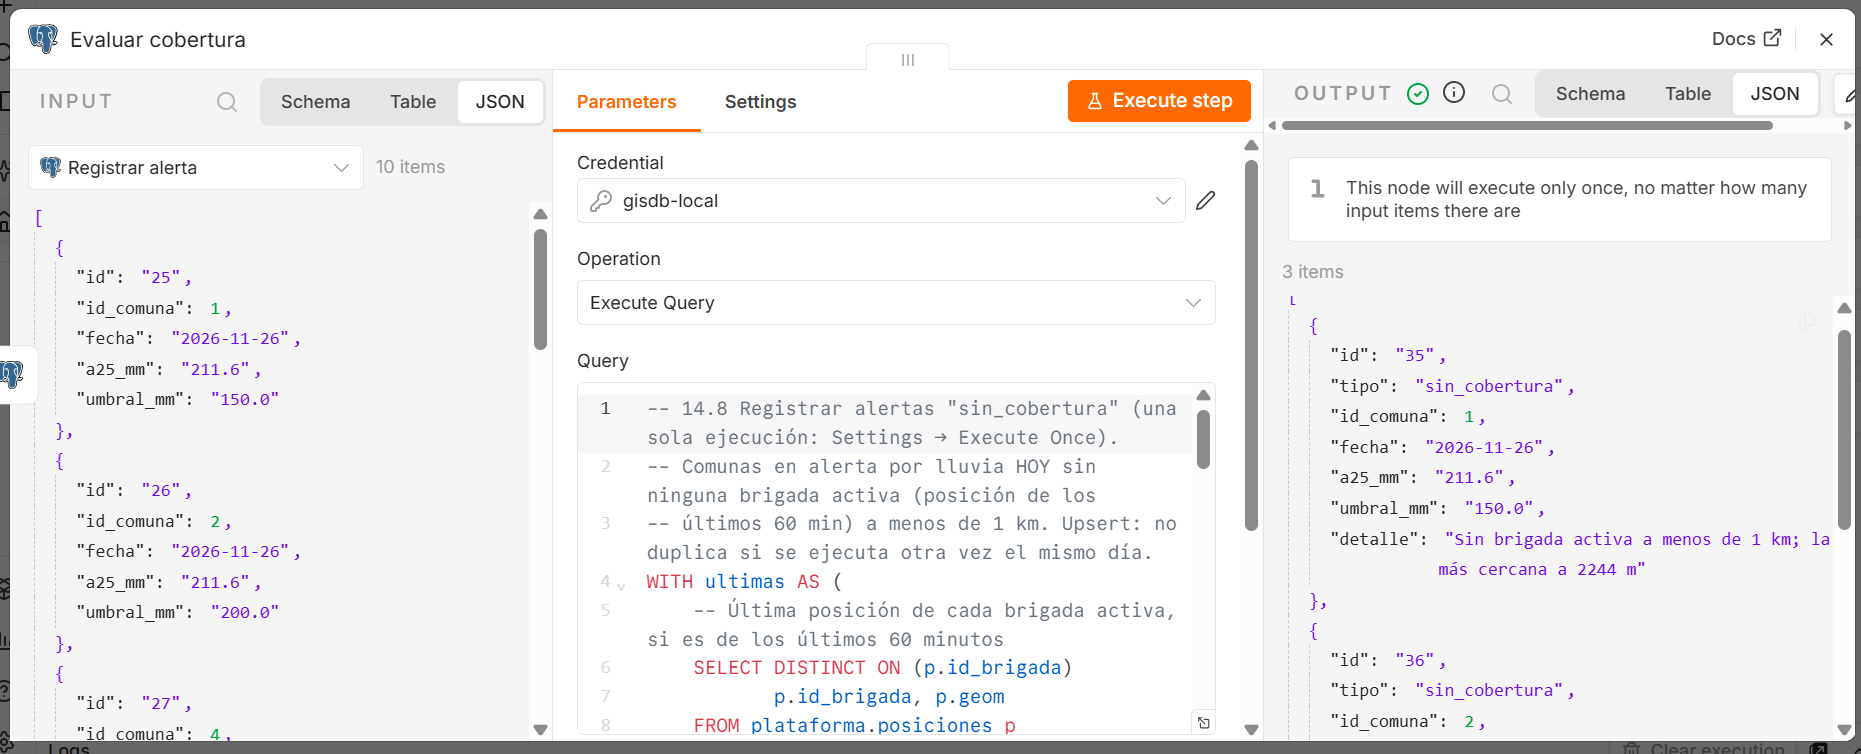 Evaluar cobertura
Docs
INPUT
Schema
Table
JSON
Registrar alerta
10 items
[
{
"id": "25",
"id_comuna": 1,
"fecha": "2026-11-26",
"a25_mm": "211.6",
"umbral_mm": "150.0"
},
{
"id": "26",
"id_comuna": 2,
"fecha": "2026-11-26",
"a25_mm": "211.6",
"umbral_mm": "200.0"
},
{
"id": "27",
"id_comuna": 4,
Parameters
Settings
Execute step
Credential
gisdb-local
Operation
Execute Query
Query
1 -- 14.8 Registrar alertas "sin_cobertura" (una
sola ejecución: Settings → Execute Once).
2 -- Comunas en alerta por lluvia HOY sin
ninguna brigada activa (posición de los
3 -- últimos 60 min) a menos de 1 km. Upsert: no
duplica si se ejecuta otra vez el mismo día.
4 WITH ultimas AS (
5 -- Última posición de cada brigada activa,
si es de los últimos 60 minutos
6 SELECT DISTINCT ON (p.id_brigada)
7 p.id_brigada, p.geom
8 FROM plataforma.posiciones p
OUTPUT
Schema
Table
JSON
1 This node will execute only once, no matter how many
input items there are
3 items
[
{
"id": "35",
"tipo": "sin_cobertura",
"id_comuna": 1,
"fecha": "2026-11-26",
"a25_mm": "211.6",
"umbral_mm": "150.0",
"detalle": "Sin brigada activa a menos de 1 km; la
más cercana a 2244 m"
},
{
"id": "36",
"tipo": "sin_cobertura",
"id_comuna": 2,
Logs
Clear execution